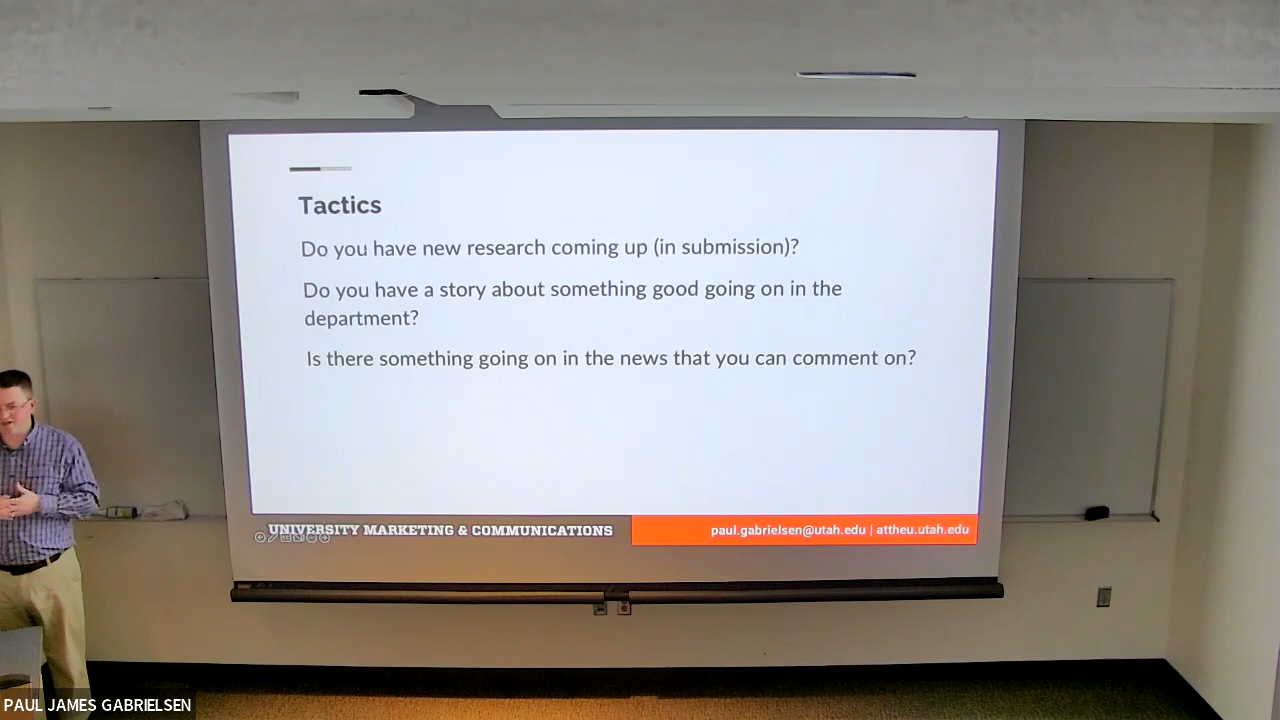 Tactics
Do you have new research coming up (in submission)?
Do you have a story about something good going on in the
department?
Is there something going on in the news that you can comment on?
UNIVERSITY MARKETING & COMMUNICATIONS
paul.gabrielsen@utah.edu | attheu.utah.edu
PAUL JAMES GABRIELSEN